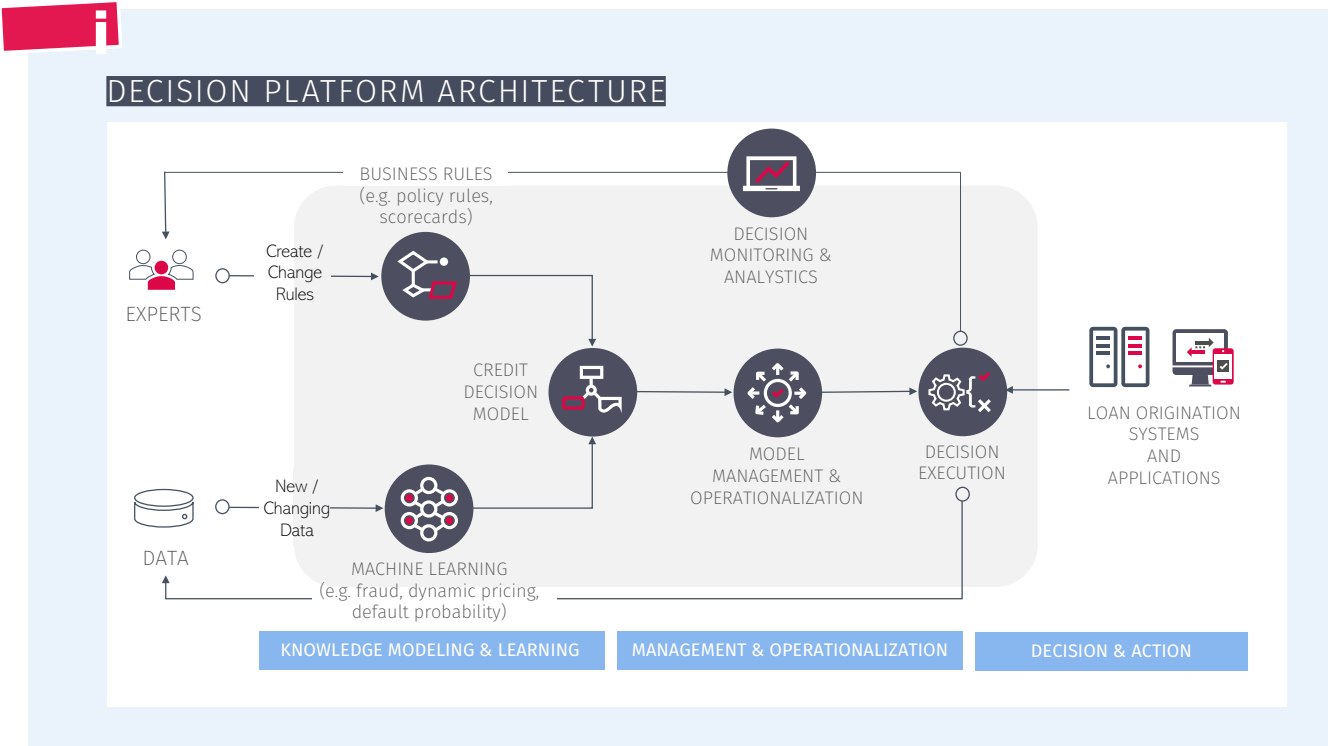 i
DECISION PLATFORM ARCHITECTURE
BUSINESS RULES
(e.g. policy rules,
scorecards)
DECISION
MONITORING &
ANALYSTICS
Create /
Change
Rules
EXPERTS
CREDIT
DECISION
MODEL
MODEL
MANAGEMENT &
OPERATIONALIZATION
DECISION
EXECUTION
LOAN ORIGINATION
SYSTEMS
AND
APPLICATIONS
New /
Changing
Data
DATA
MACHINE LEARNING
(e.g. fraud, dynamic pricing,
default probability)
KNOWLEDGE MODELING & LEARNING
MANAGEMENT & OPERATIONALIZATION
DECISION & ACTION